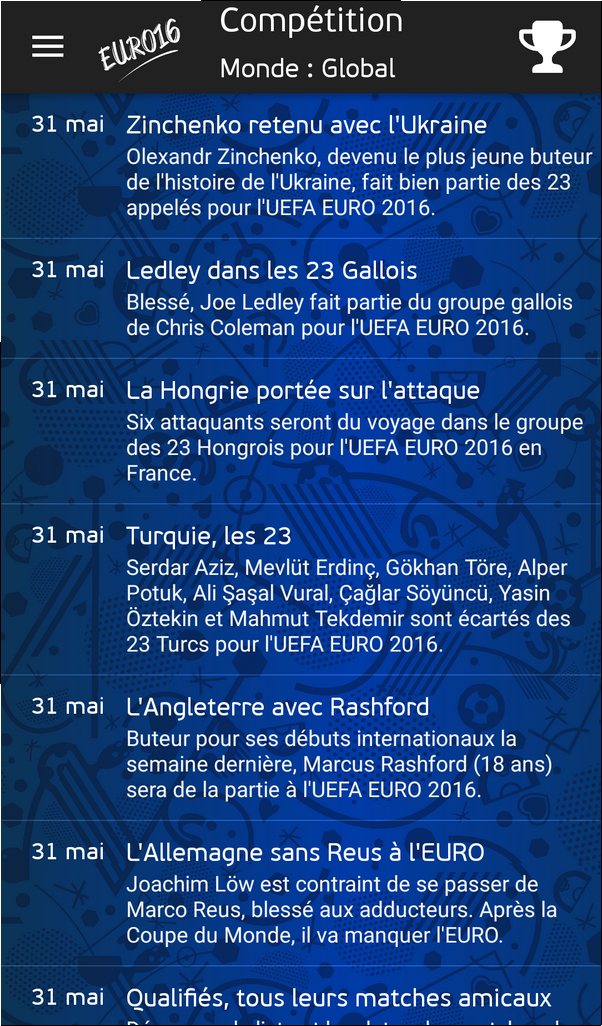 Compétition
EURO16
Monde : Global
31 mai
Zinchenko retenu avec l'Ukraine
Olexandr Zinchenko, devenu le plus jeune buteur
de l'histoire de l'Ukraine, fait bien partie des 23
appelés pour l'UEFA EURO 2016.
31 mai
Ledley dans les 23 Gallois
Blessé, Joe Ledley fait partie du groupe gallois
de Chris Coleman pour l'UEFA EURO 2016.
31 mai
La Hongrie portée sur l'attaque
Six attaquants seront du voyage dans le groupe
des 23 Hongrois pour l'UEFA EURO 2016 en
France.
31 mai
Turquie, les 23
Serdar Aziz, Mevlüt Erdinç, Gökhan Töre, Alper
Potuk, Ali Şaşal Vural, Çağlar Söyüncü, Yasin
Öztekin et Mahmut Tekdemir sont écartés des
23 Turcs pour l'UEFA EURO 2016.
31 mai
L'Angleterre avec Rashford
Buteur pour ses débuts internationaux la
semaine dernière, Marcus Rashford (18 ans)
sera de la partie à l'UEFA EURO 2016.
31 mai
L'Allemagne sans Reus à l'EURO
Joachim Löw est contraint de se passer de
Marco Reus, blessé aux adducteurs. Après la
Coupe du Monde, il va manquer l'EURO.
31 mai
Qualifiés, tous leurs matches amicaux